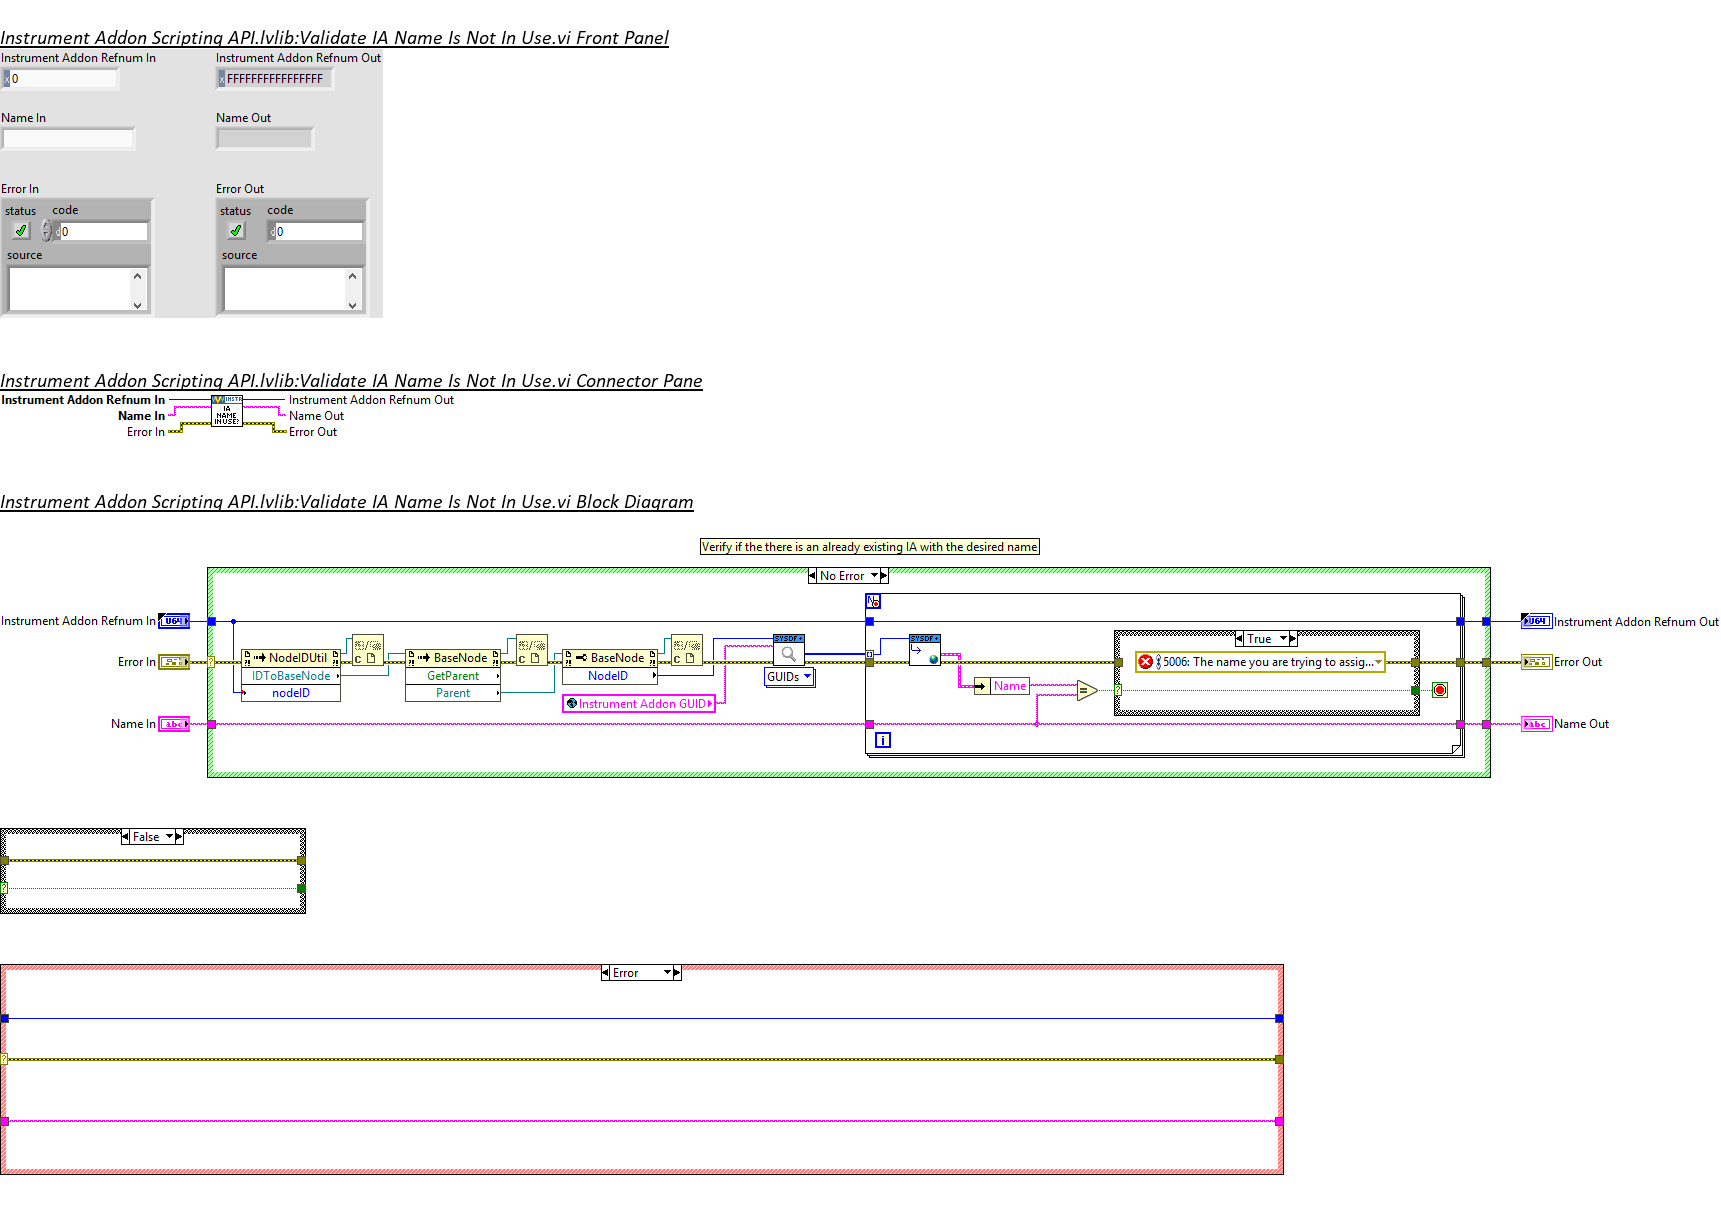 Instrument Addon Scripting API.lvlib:Validate IA Name Is Not In Use.vi Front Panel
Instrument Addon Refnum In
Instrument Addon Refnum Out
x 0
x FFFFFFFFFFFFFFFF
Name In
Name Out
Error In
Error Out
status code
status code
d 0
d 0
source
source
Instrument Addon Scripting API.lvlib:Validate IA Name Is Not In Use.vi Connector Pane
Instrument Addon Refnum In
INSTR
Instrument Addon Refnum Out
Name In
IA NAME IN USE?
Name Out
Error In
Error Out
Instrument Addon Scripting API.lvlib:Validate IA Name Is Not In Use.vi Block Diagram
Verify if the there is an already existing IA with the desired name
No Error
N
Instrument Addon Refnum In
U64
U64
Instrument Addon Refnum Out
SYSDF
SYSDF
True
Error In
?
NodeIDUtil
C
BaseNode
C
BaseNode
C
5006: The name you are trying to assig...
Error Out
IDToBaseNode
GetParent
NodeID
GUIDs
nodeID
Parent
Instrument Addon GUID
Name
=
?
Name In
abc
abc
Name Out
i
False
?
Error
?